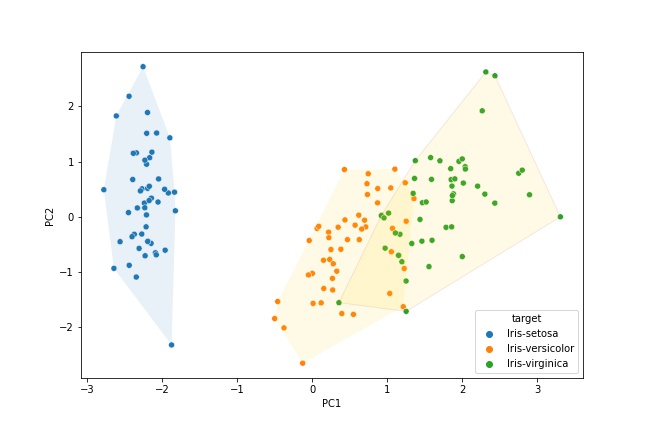 PC2
2
1
0
−1
−2
−3
−2
−1
0
1
2
3
PC1
target
Iris-setosa
Iris-versicolor
Iris-virginica